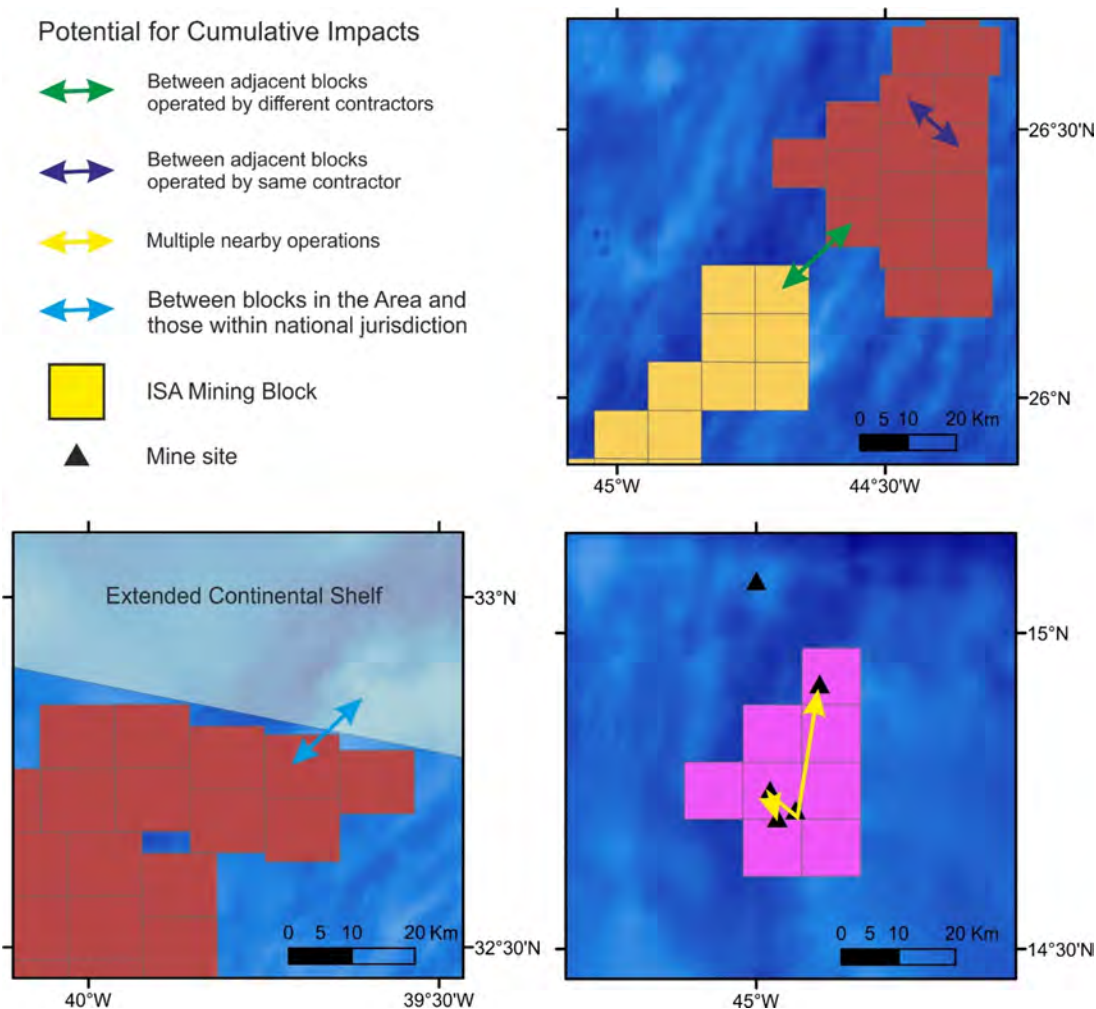 Potential for Cumulative Impacts
Between adjacent blocks
operated by different contractors
Between adjacent blocks
operated by same contractor
Multiple nearby operations
Between blocks in the Area and
those within national jurisdiction
ISA Mining Block
Mine site
26°30'N
26°N
0 5 10 20 Km
45°W
44°30'W
Extended Continental Shelf
33°N
0 5 10 20 Km
32°30'N
40°W
39°30'W
15°N
0 5 10 20 Km
14°30'N
45°W